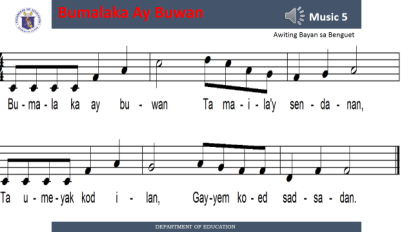 Bumalaka Ay Buwan
Music 5
Awiting Bayan sa Benguet
Bu - ma - la ka ay bu - wan Ta ma - i - la'y sen - da - nan,
Ta u - me - yak kod i - lan, Gay - yem ko - ed sad - sa - dan.
DEPARTMENT OF EDUCATION